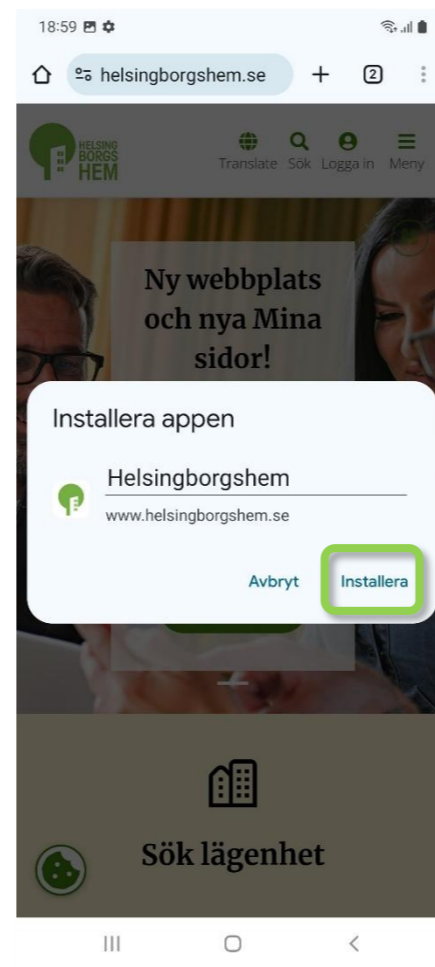 18:59
helsingborgshem.se
2
HELSING
BORGS
HEM
Translate Sök Logga in Meny
Ny webbplats
och nya Mina
sidor!
Installera appen
Helsingborgshem
www.helsingborgshem.se
Avbryt Installera
Sök lägenhet